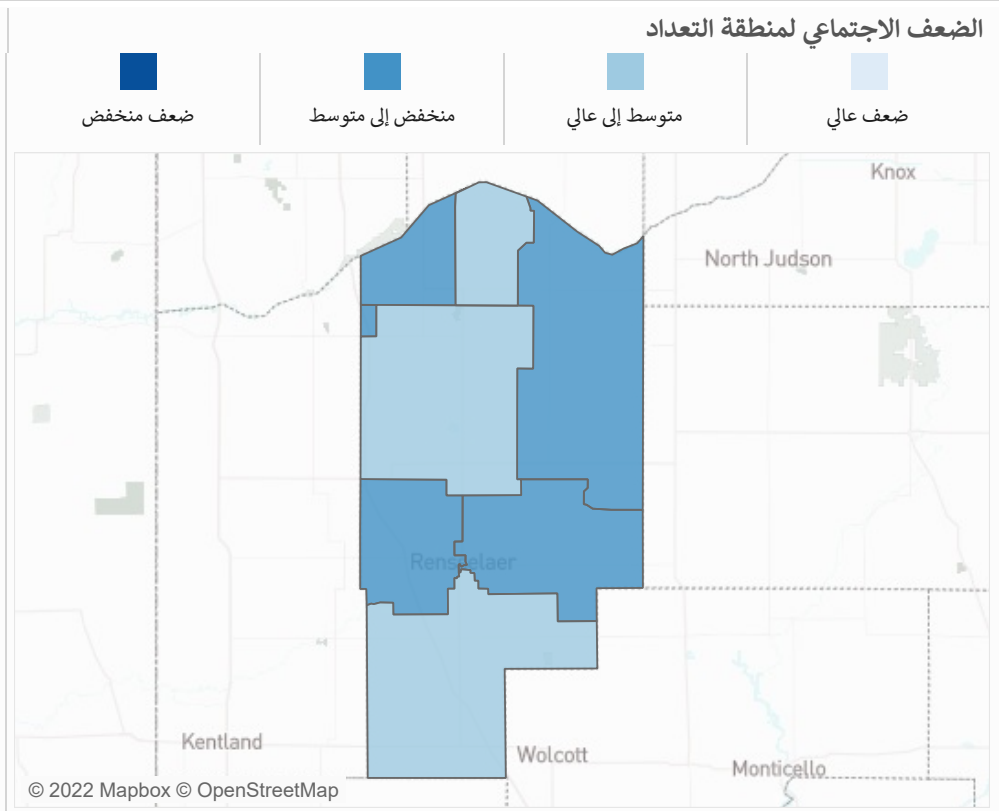 الضعف الاجتماعي لمنطقة التعداد
ضعف عالي
متوسط إلى عالي
منخفض إلى متوسط
ضعف منخفض
Knox
North Judson
Rensselaer
Kentland
Wolcott
Monticello
© 2022 Mapbox © OpenStreetMap